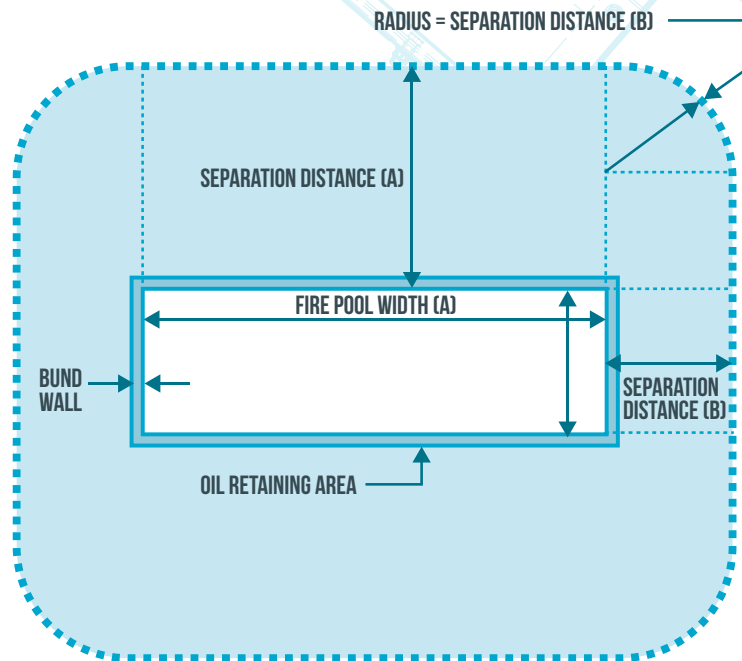 RADIUS = SEPARATION DISTANCE (B)
SEPARATION DISTANCE (A)
FIRE POOL WIDTH (A)
BUND
WALL
SEPARATION
DISTANCE (B)
OIL RETAINING AREA